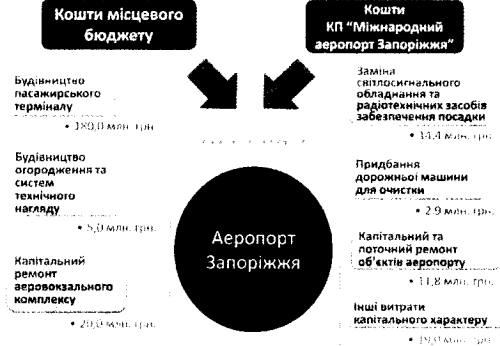 Кошти місцевого
бюджету
Кошти
КП "Міжнародний
аеропорт Запоріжжя"
Будівництво
пасажирського
терміналу
• 180,0 млн. грн.
Будівництво
огородження та
систем
технічного
нагляду
• 5,0 млн. грн.
Капітальний
ремонт
аеровокзального
комплексу
• 20,0 млн. грн.
Аеропорт
Запоріжжя
Заміна
світлосигнального
обладнання та
радіотехнічних засобів
забезпечення посадки
• 14,4 млн. грн.
Придбання
дорожньої машини
для очистки
• 2,9 млн. грн.
Капітальний та
поточний ремонт
об'єктів аеропорту
• 11,8 млн. грн.
Інші витрати
капітального характеру
млн. грн.